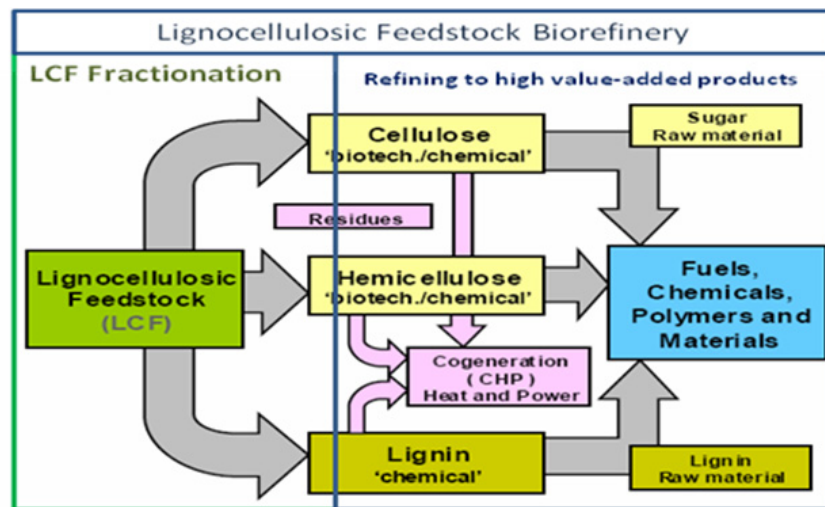 Lignocellulosic Feedstock Biorefinery
LCF Fractionation
Refining to high value-added products
Cellulose
‘biotech./chemical’
Sugar
Raw material
Residues
Lignocellulosic
Feedstock
(LCF)
Hemicellulose
‘biotech./chemical’
Fuels,
Chemicals,
Polymers and
Materials
Cogeneration
( CHP )
Heat and Power
Lignin
‘chemical’
Lignin
Raw material